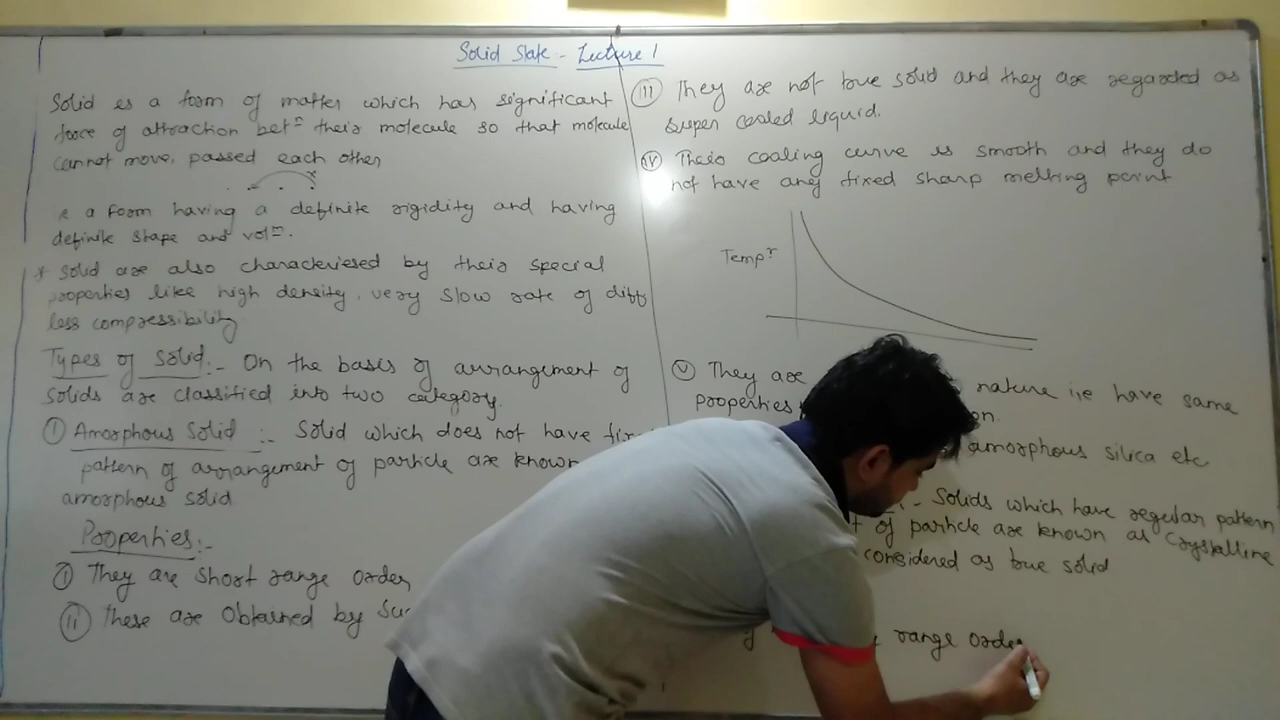 Solid State - Lecture 1
Solid is a form of matter which has significant
force of attraction betn their molecule so that molecule
cannot move, passed each other
a form having a definite rigidity and having
definite shape and voln.
* Solid are also characteriesed by their special
properties like high density, very slow rate of diff
less compressibility
Types of Solid:- On the basis of arrangement of
solids are classified into two category.
(I) Amorphous Solid :- Solid which does not have
pattern of arrangement of particle are known
amorphous solid
Properties:-
(I) They are short range order,
(II) These are Obtained by
(III) They are not true solid and they are regarded as
super cooled liquid.
(IV) Their cooling curve is smooth and they do
not have any fixed sharp melting point
Tempr
(V) They are nature i,e have same
properties
amorphous silica etc
:- Solids which have regular pattern
of particle are known as Crystalline
considered as true solid
range order